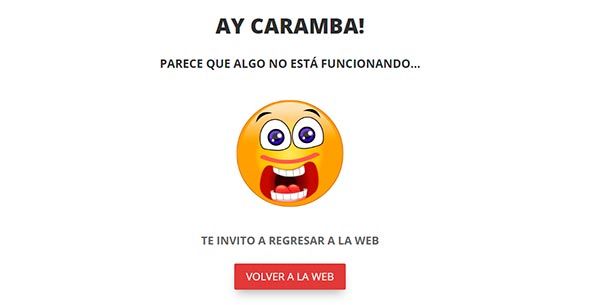 AY CARAMBA!
PARECE QUE ALGO NO ESTÁ FUNCIONANDO...
TE INVITO A REGRESAR A LA WEB
VOLVER A LA WEB